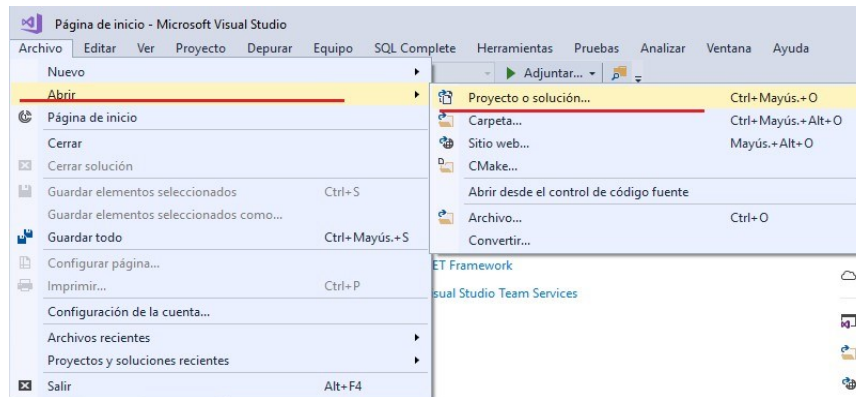 Página de inicio - Microsoft Visual Studio
Archivo Editar Ver Proyecto Depurar Equipo SQL Complete Herramientas Pruebas Analizar Ventana Ayuda
Adjuntar...
Nuevo
Abrir
Página de inicio
Cerrar
Cerrar solución
Guardar elementos seleccionados Ctrl+S
Guardar elementos seleccionados como...
Guardar todo Ctrl+Mayús.+S
Configurar página...
Imprimir... Ctrl+P
Configuración de la cuenta...
Archivos recientes
Proyectos y soluciones recientes
Salir Alt+F4
Proyecto o solución... Ctrl+Mayús.+O
Carpeta... Ctrl+Mayús.+Alt+O
Sitio web... Mayús.+Alt+O
CMake...
Abrir desde el control de código fuente
Archivo... Ctrl+O
Convertir...
ET Framework
sual Studio Team Services